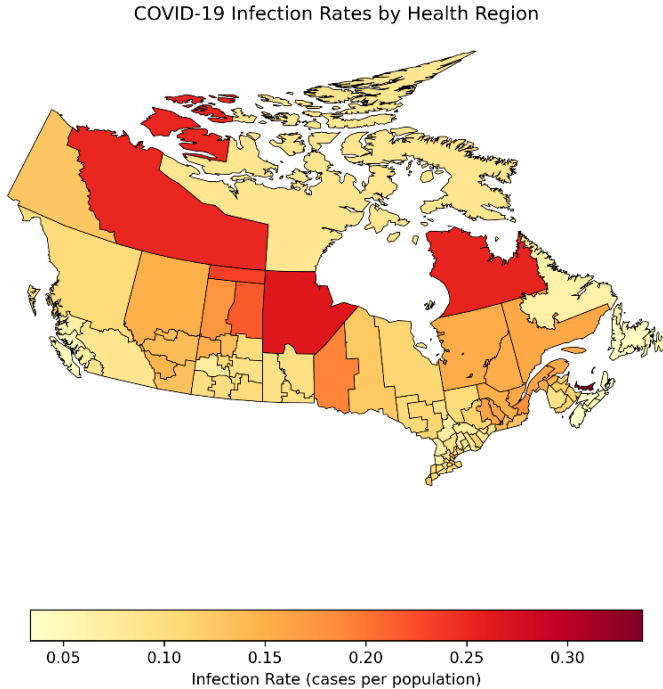 COVID-19 Infection Rates by Health Region
0.05 0.10 0.15 0.20 0.25 0.30
Infection Rate (cases per population)